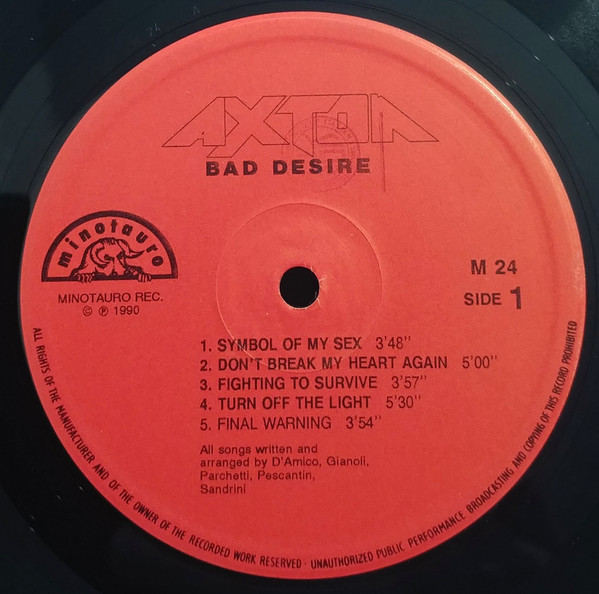 AXTON
BAD DESIRE
minotauro
MINOTAURO REC.
© ℗ 1990
M 24
SIDE 1
1. SYMBOL OF MY SEX 3'48"
2. DON'T BREAK MY HEART AGAIN 5'00"
3. FIGHTING TO SURVIVE 3'57"
4. TURN OFF THE LIGHT 5'30"
5. FINAL WARNING 3'54"
All songs written and
arranged by D'Amico, Gianoli,
Parchetti, Pescantin,
Sandrini
ALL RIGHTS OF THE MANUFACTURER AND OF THE OWNER OF THE RECORDED WORK RESERVED · UNAUTHORIZED PUBLIC PERFORMANCE BROADCASTING AND COPYING OF THIS RECORD PROHIBITED